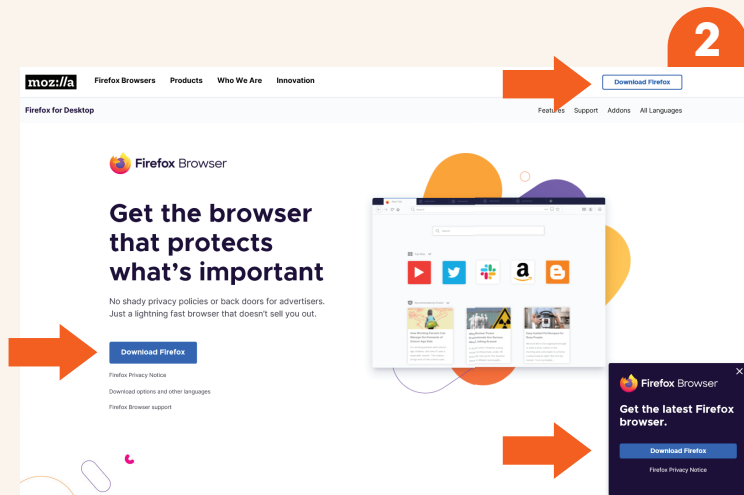 2
moz://a
Firefox Browsers Products Who We Are Innovation
Download Firefox
Firefox for Desktop
Features Support Addons All Languages
Firefox Browser
Get the browser
that protects
what's important
No shady privacy policies or back doors for advertisers.
Just a lightning fast browser that doesn't sell you out.
Download Firefox
Firefox Privacy Notice
Download options and other languages
Firefox Browser support
Search
a
Firefox Browser
Get the latest Firefox
browser.
Download Firefox
Firefox Privacy Notice